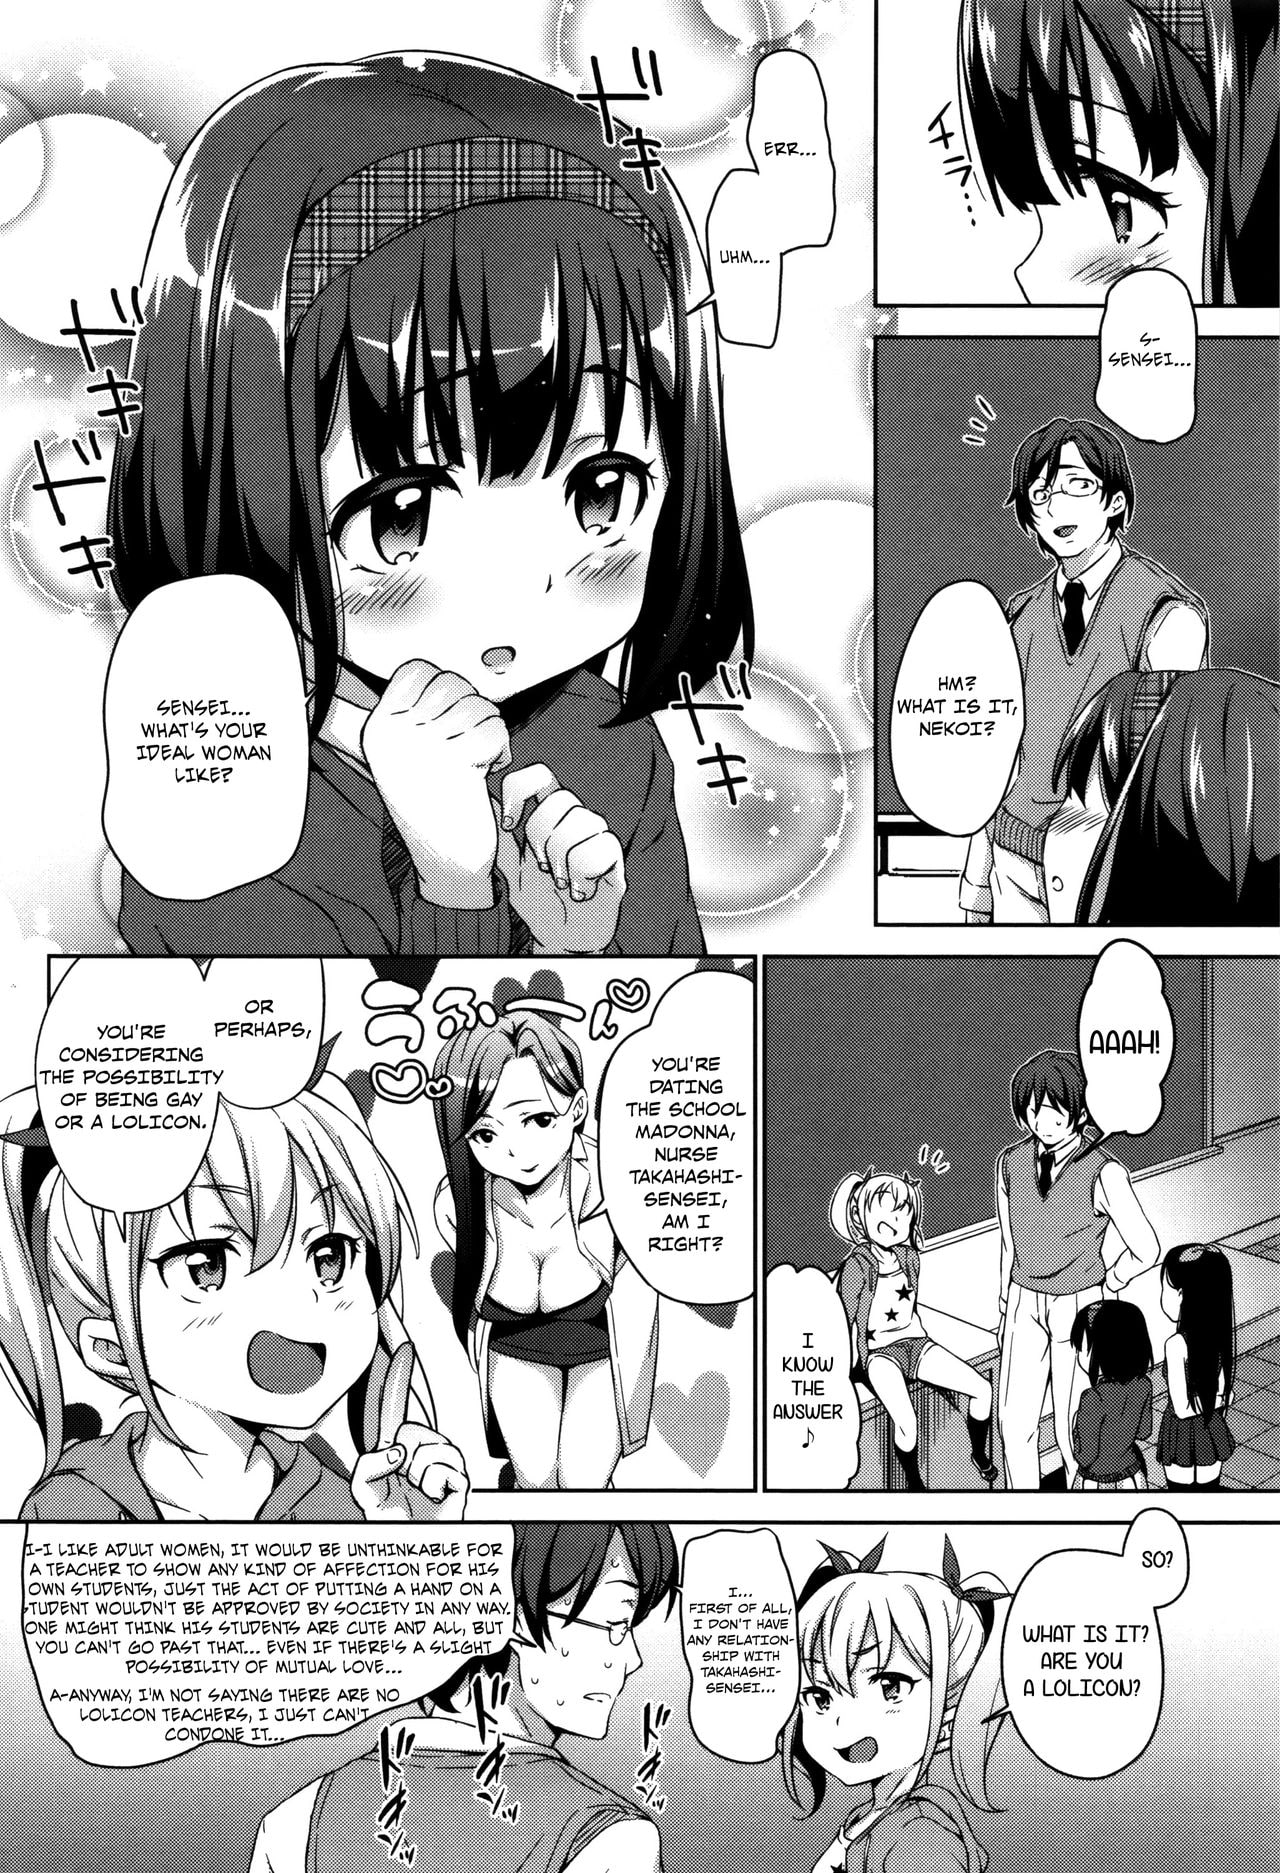 チラ…
S-
SENSEI...
HM?
WHAT IS IT,
NEKOI?
ERR...
UHM...
ドキ
ドキ
ドキ
ドキ
ドキ
SENSEI...
WHAT'S YOUR
IDEAL WOMAN
LIKE?
AAAH!
I
KNOW
THE
ANSWER
♪
YOU'RE
DATING
THE SCHOOL
MADONNA,
NURSE
TAKAHASHI-
SENSEI,
AM I
RIGHT?
うふーん♡
♡
OR
PERHAPS,
YOU'RE
CONSIDERING
THE POSSIBILITY
OF BEING GAY
OR A LOLICON.
SO?
WHAT IS IT?
ARE YOU
A LOLICON?
I...
FIRST OF ALL,
I DON'T HAVE
ANY RELATION-
SHIP WITH
TAKAHASHI-
SENSEI...
I-I LIKE ADULT WOMEN, IT WOULD BE UNTHINKABLE FOR
A TEACHER TO SHOW ANY KIND OF AFFECTION FOR HIS
OWN STUDENTS, JUST THE ACT OF PUTTING A HAND ON A
STUDENT WOULDN'T BE APPROVED BY SOCIETY IN ANY WAY.
ONE MIGHT THINK HIS STUDENTS ARE CUTE AND ALL, BUT
YOU CAN'T GO PAST THAT... EVEN IF THERE'S A SLIGHT
POSSIBILITY OF MUTUAL LOVE...
A-ANYWAY, I'M NOT SAYING THERE ARE NO
LOLICON TEACHERS, I JUST CAN'T
CONDONE IT...